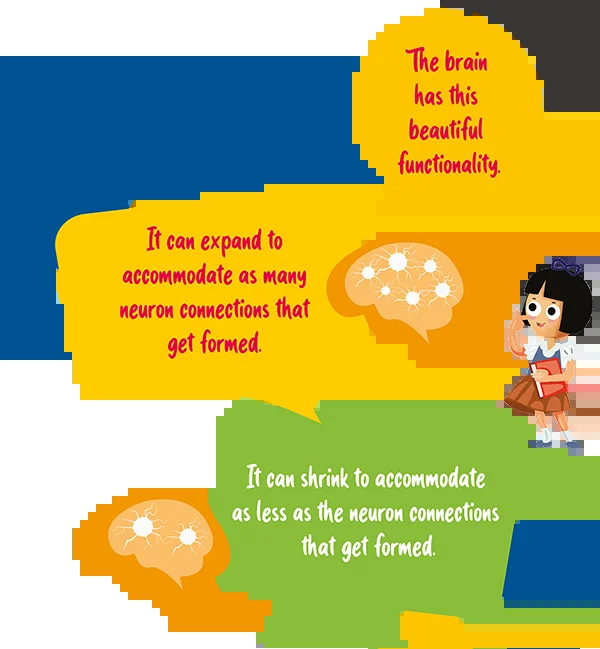 The brain
has this
beautiful
functionality.
It can expand to
accommodate as many
neuron connections that
get formed.
It can shrink to accommodate
as less as the neuron connections
that get formed.